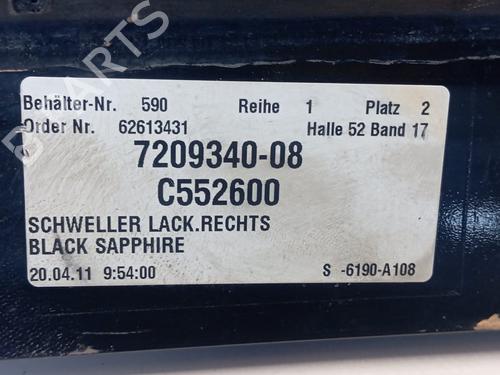 Behälter-Nr. 590 Reihe 1 Platz 2
Order Nr. 62613431 Halle 52 Band 17
7209340-08
C552600
SCHWELLER LACK.RECHTS
BLACK SAPPHIRE
20.04.11 9:54:00 S -6190-A108